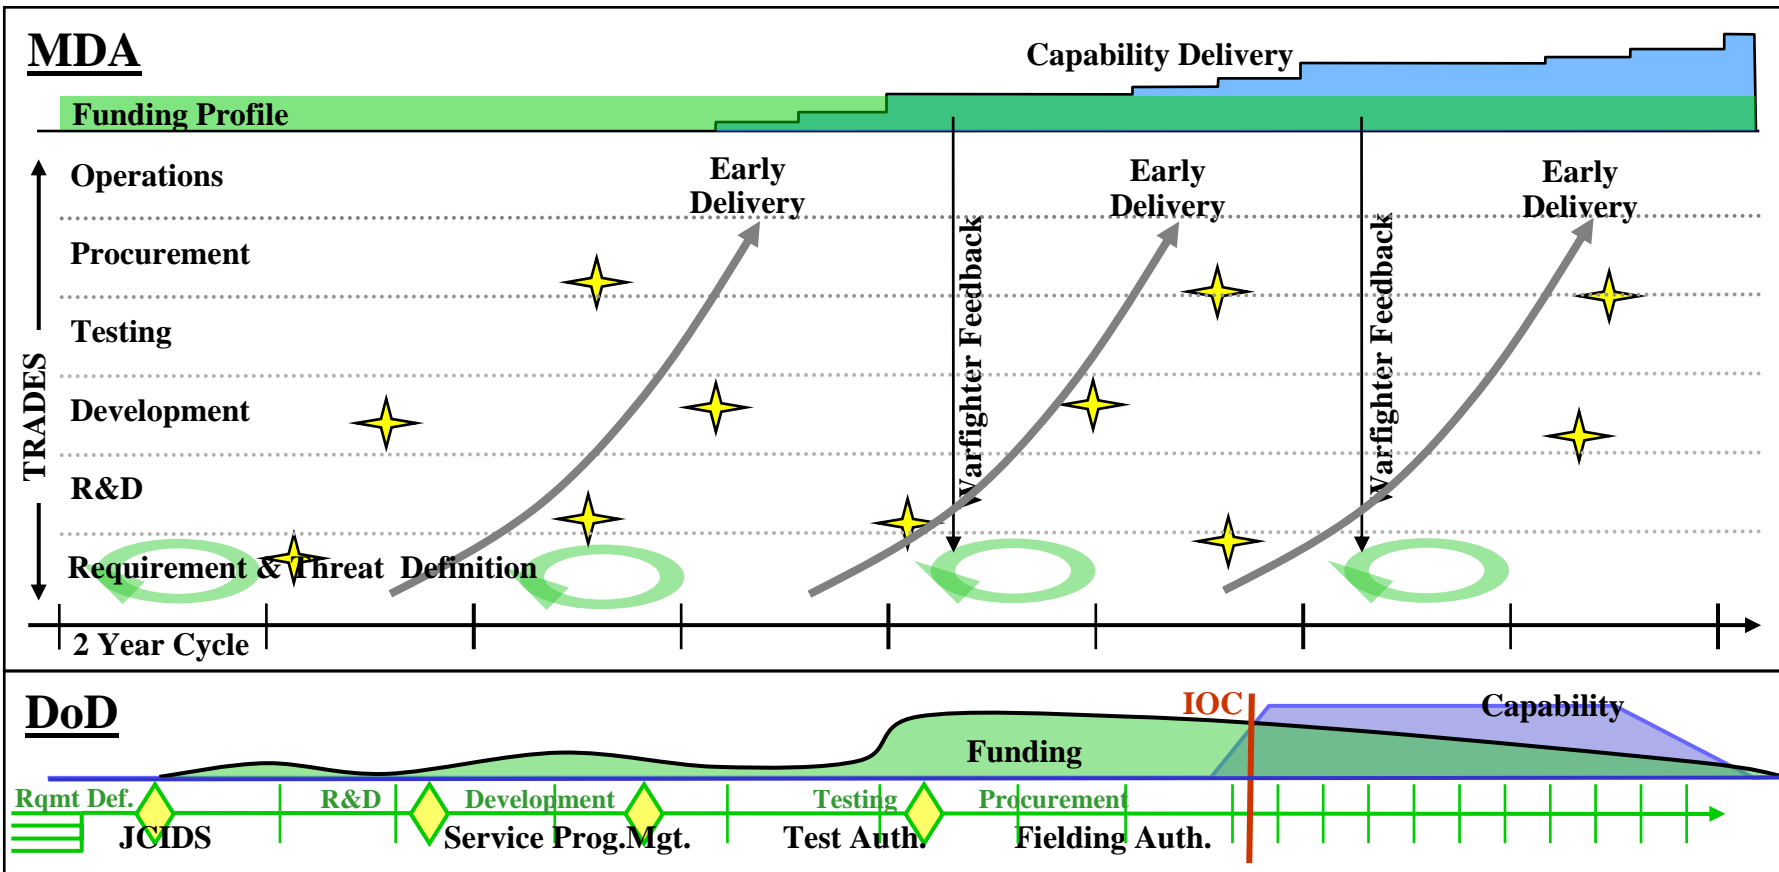 MDA
Capability Delivery
Funding Profile
Operations
Early
Delivery
Early
Delivery
Early
Delivery
Procurement
Testing
Development
R&D
Requirement & Threat Definition
TRADES
Warfighter Feedback
Warfighter Feedback
2 Year Cycle
DoD
IOC
Capability
Funding
Rqmt Def.
R&D
Development
Testing
Procurement
JCIDS
Service Prog.Mgt.
Test Auth.
Fielding Auth.